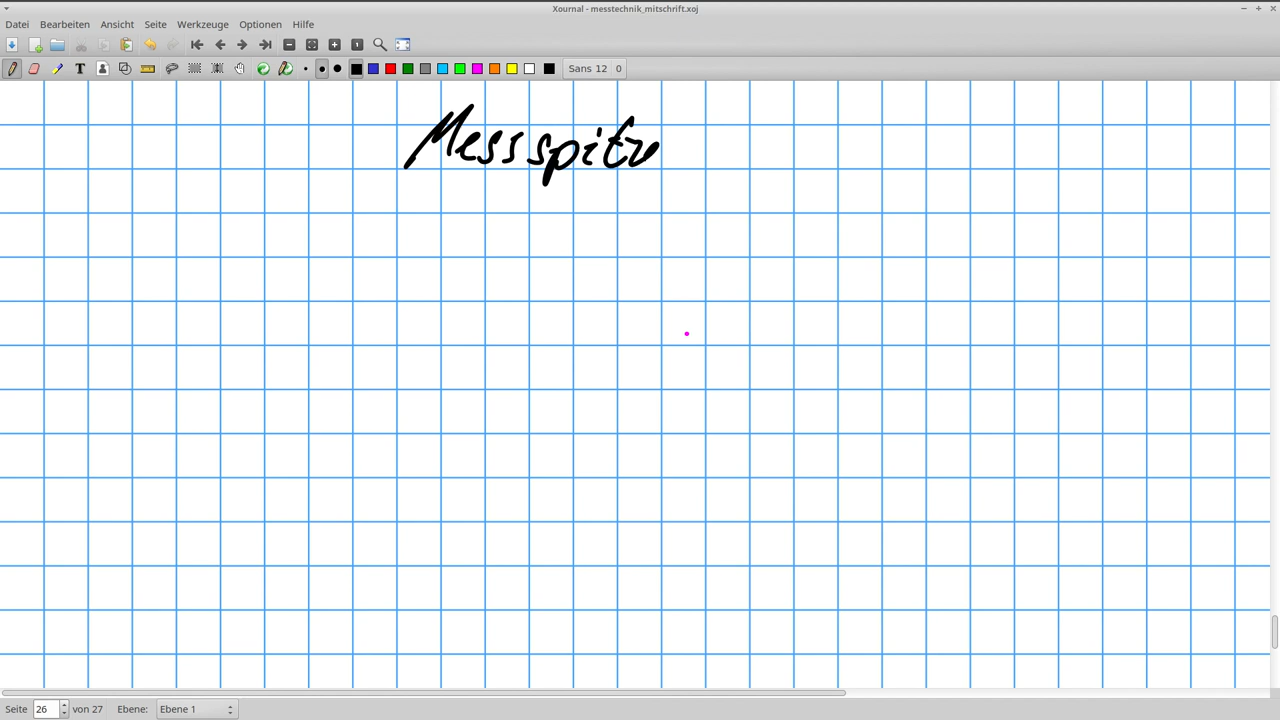 Xournal - messtechnik_mitschrift.xoj
Datei Bearbeiten Ansicht Seite Werkzeuge Optionen Hilfe
Sans 12 0
Messspitze
Seite 26 von 27 Ebene: Ebene 1